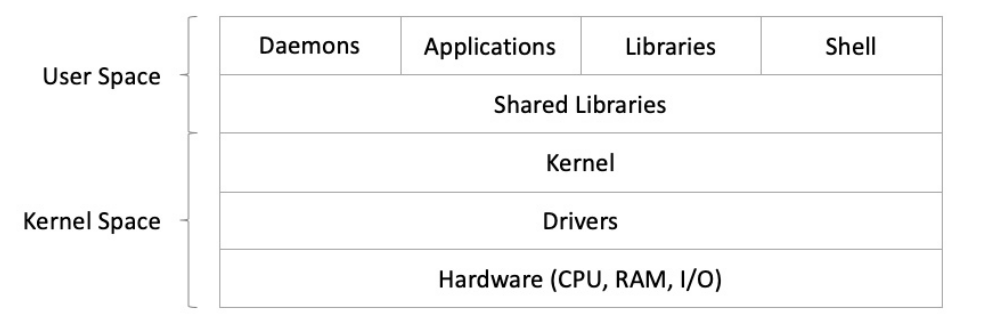 Daemons Applications Libraries Shell
User Space
Shared Libraries
Kernel
Kernel Space
Drivers
Hardware (CPU, RAM, I/O)